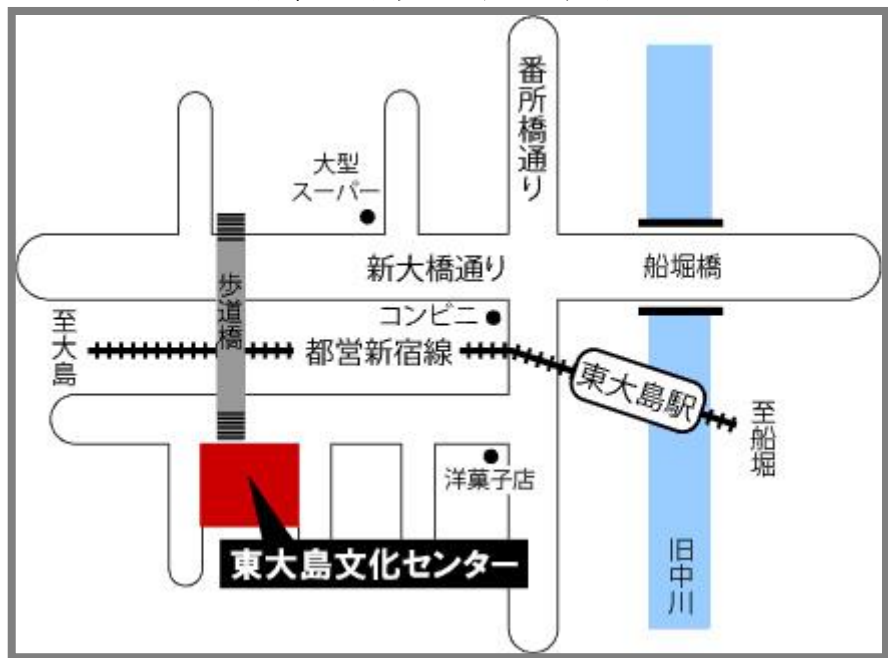 番所橋通り
大型
スーパー
新大橋通り
船堀橋
歩道橋
コンビニ
至大島
都営新宿線
東大島駅
至船堀
洋菓子店
東大島文化センター
旧中川